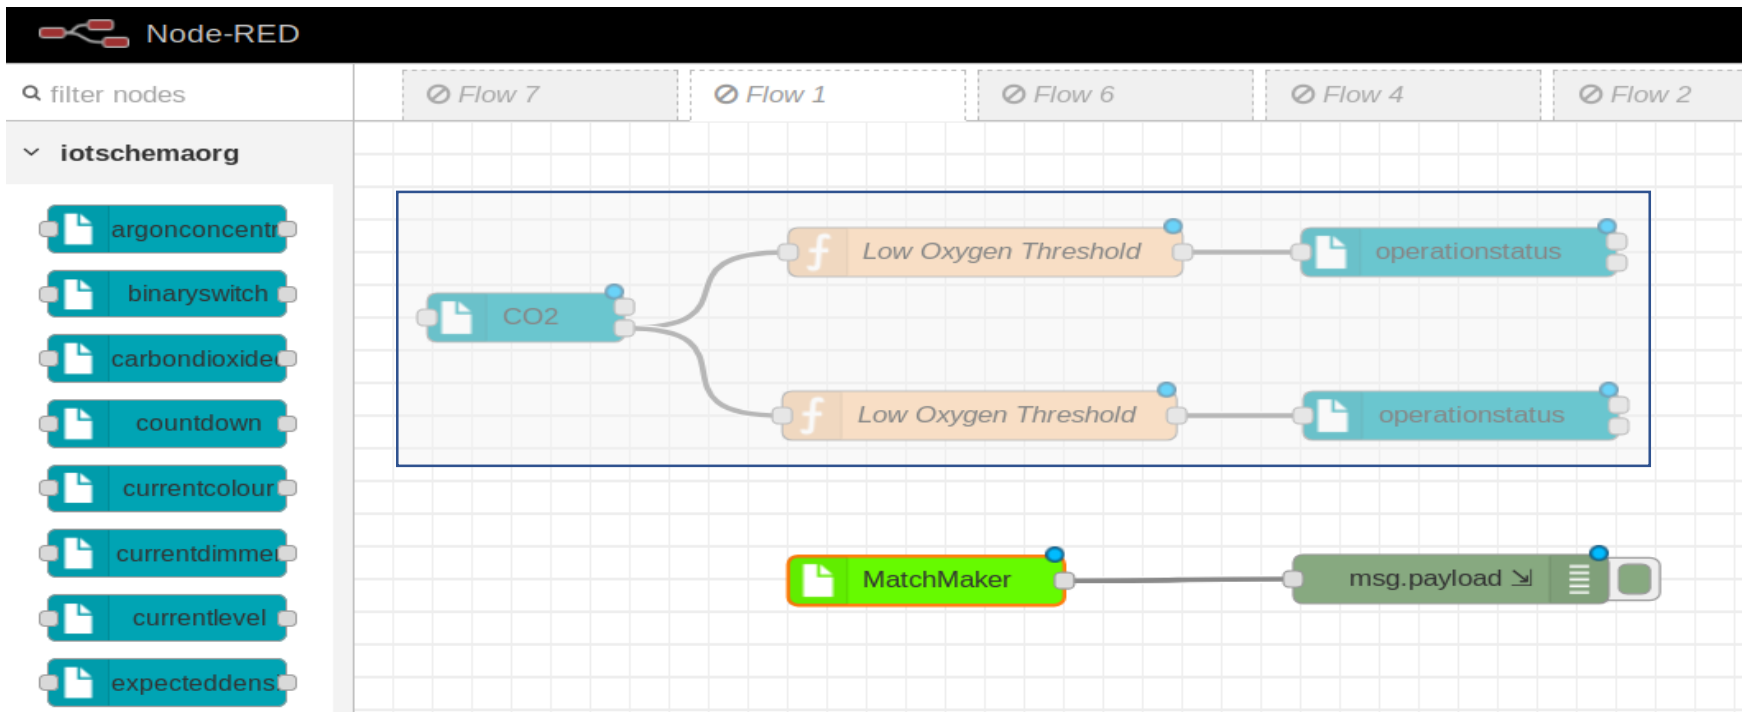 Node-RED
filter nodes
Flow 7
Flow 1
Flow 6
Flow 4
Flow 2
iotschemaorg
argonconcentr
binaryswitch
carbondioxide
countdown
currentcolour
currentdimmer
currentlevel
expecteddens
CO2
Low Oxygen Threshold
operationstatus
Low Oxygen Threshold
operationstatus
MatchMaker
msg.payload